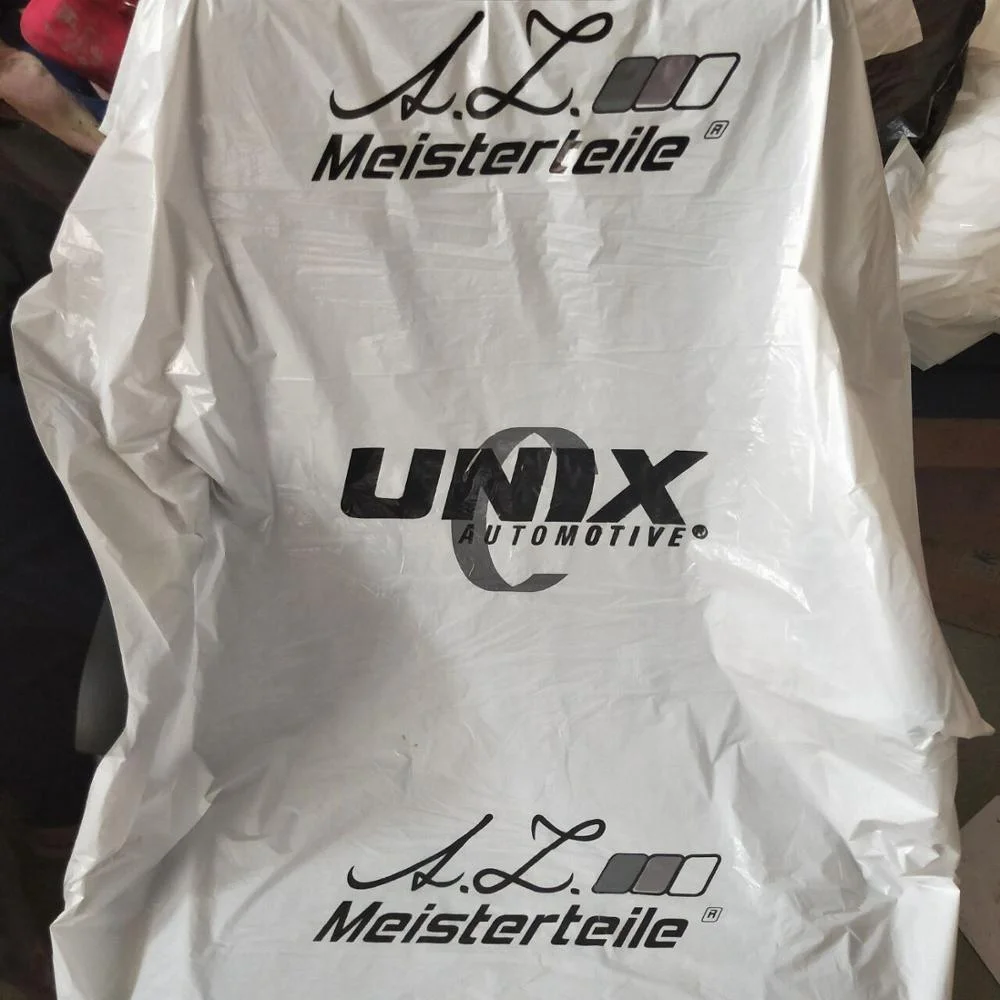 A.Z.
Meisterteile ®
UNIX
AUTOMOTIVE®
A.Z.
Meisterteile ®